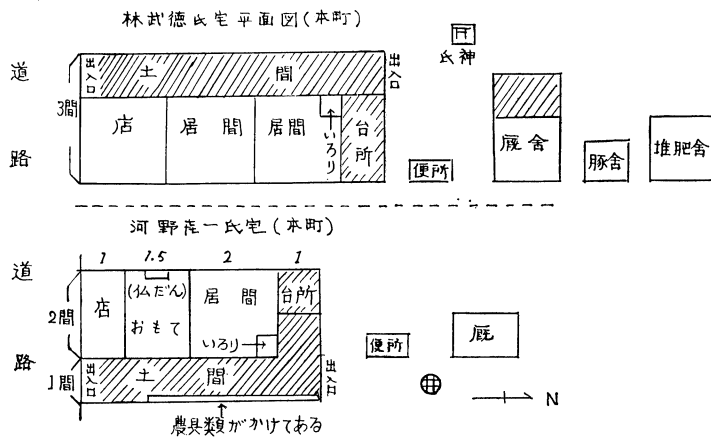 林武徳氏宅平面図(本町)
氏神
道路
3間
出入口
土間
出入口
店
居間
居間
いろり
台所
便所
厩舎
豚舎
堆肥舎
河野彦一氏宅(本町)
1 1.5 2 1
道路
2間
1間
店
(仏だん)
おもて
居間
いろり→
台所
出入口
土間
出入口
便所
厩
N
農具類がかけてある